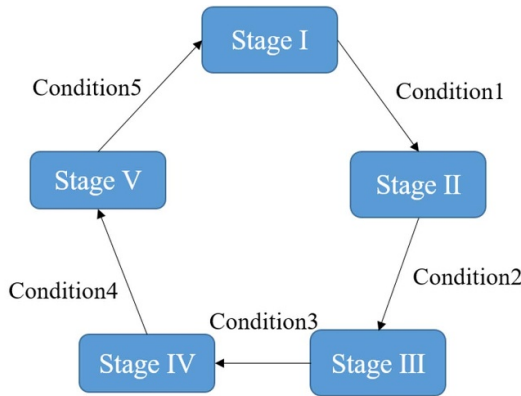 Stage I
Condition5
Condition1
Stage V
Stage II
Condition4
Condition2
Condition3
Stage IV
Stage III